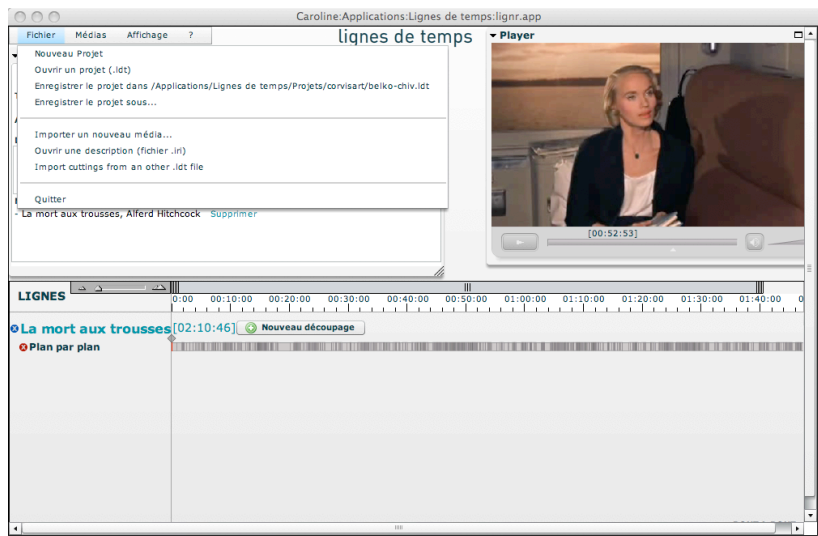 Caroline:Applications:Lignes de temps:lignr.app
Fichier Médias Affichage ?
lignes de temps
Player
Nouveau Projet
Ouvrir un projet (.ldt)
Enregistrer le projet dans /Applications/Lignes de temps/Projets/corvisart/belko-chiv.ldt
Enregistrer le projet sous...
Importer un nouveau média...
Ouvrir une description (fichier .iri)
Import cuttings from an other .ldt file
Quitter
- La mort aux trousses, Alferd Hitchcock Supprimer
[00:52:53]
LIGNES
0:00 00:10:00 00:20:00 00:30:00 00:40:00 00:50:00 01:00:00 01:10:00 01:20:00 01:30:00 01:40:00 0
La mort aux trousses [02:10:46] Nouveau découpage
Plan par plan